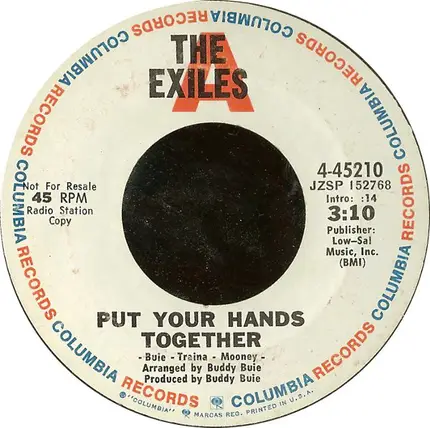 COLUMBIA RECORDS COLUMBIA RECORDS COLUMBIA RECORDS COLUMBIA RECORDS COLUMBIA RECORDS COLUMBIA RECORDS COLUMBIA RECORDS
A
THE
EXILES
Not For Resale
45 RPM
Radio Station
Copy
4-45210
JZSP 152768
Intro: :14
3:10
Publisher:
Low-Sal
Music, Inc.
(BMI)
PUT YOUR HANDS
TOGETHER
- Buie - Traina - Mooney -
Arranged by Buddy Buie
Produced by Buddy Buie
® "COLUMBIA" MARCAS REG. PRINTED IN U.S.A.